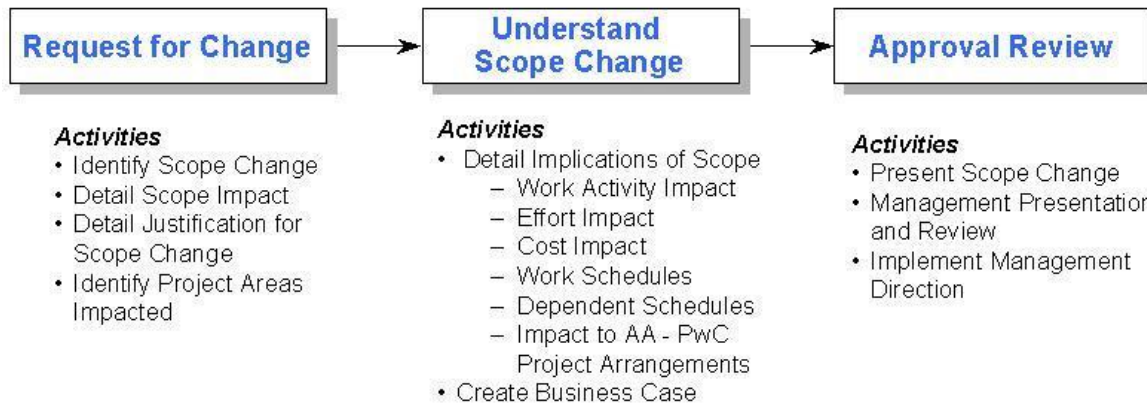 Request for Change
Understand
Scope Change
Approval Review
Activities
• Identify Scope Change
• Detail Scope Impact
• Detail Justification for
Scope Change
• Identify Project Areas
Impacted
Activities
• Detail Implications of Scope
– Work Activity Impact
– Effort Impact
– Cost Impact
– Work Schedules
– Dependent Schedules
– Impact to AA - PwC
Project Arrangements
• Create Business Case
Activities
• Present Scope Change
• Management Presentation
and Review
• Implement Management
Direction